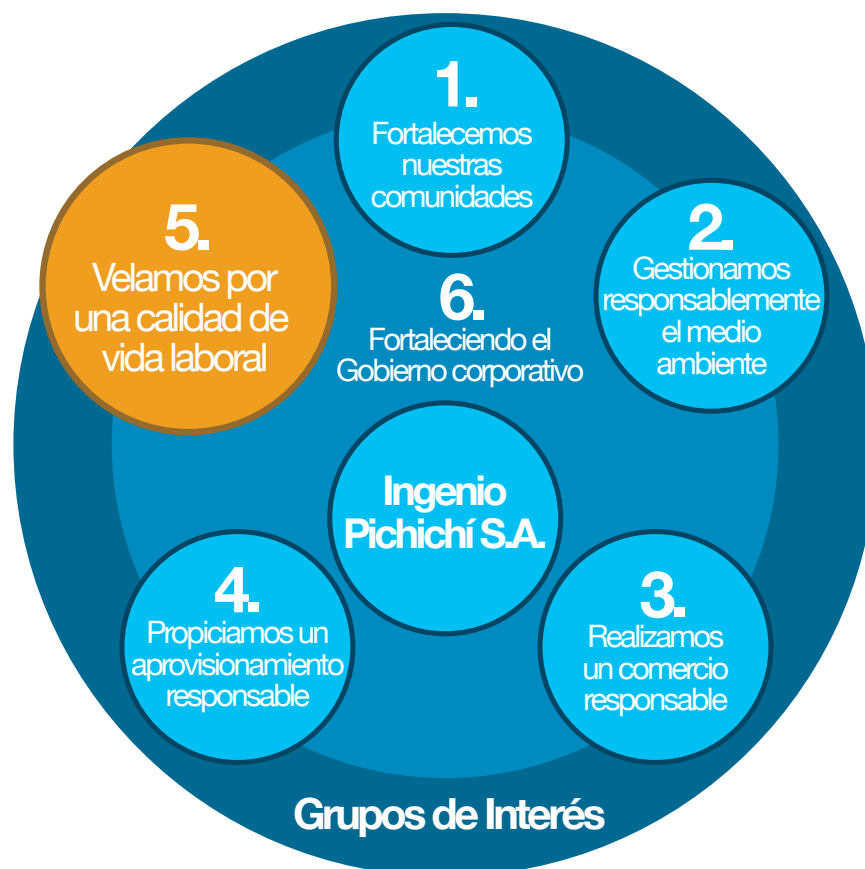 1.
Fortalecemos
nuestras
comunidades
2.
Gestionamos
responsablemente
el medio
ambiente
3.
Realizamos
un comercio
responsable
4.
Propiciamos un
aprovisionamiento
responsable
5.
Velamos por
una calidad de
vida laboral
6.
Fortaleciendo el
Gobierno corporativo
Ingenio
Pichichí S.A.
Grupos de Interés